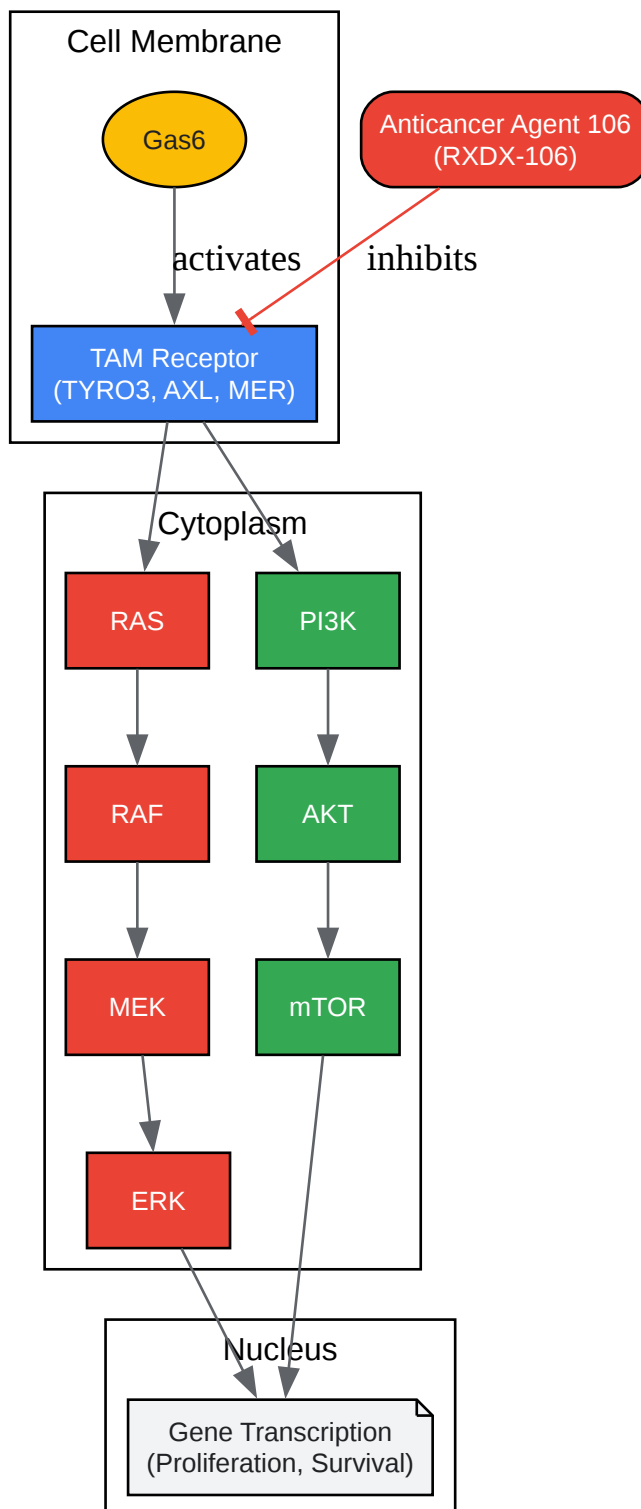 Cell Membrane
Gas6
Anticancer Agent 106
(RXDX-106)
activates
inhibits
TAM Receptor
(TYRO3, AXL, MER)
Cytoplasm
RAS
PI3K
RAF
AKT
MEK
mTOR
ERK
Nucleus
Gene Transcription
(Proliferation, Survival)